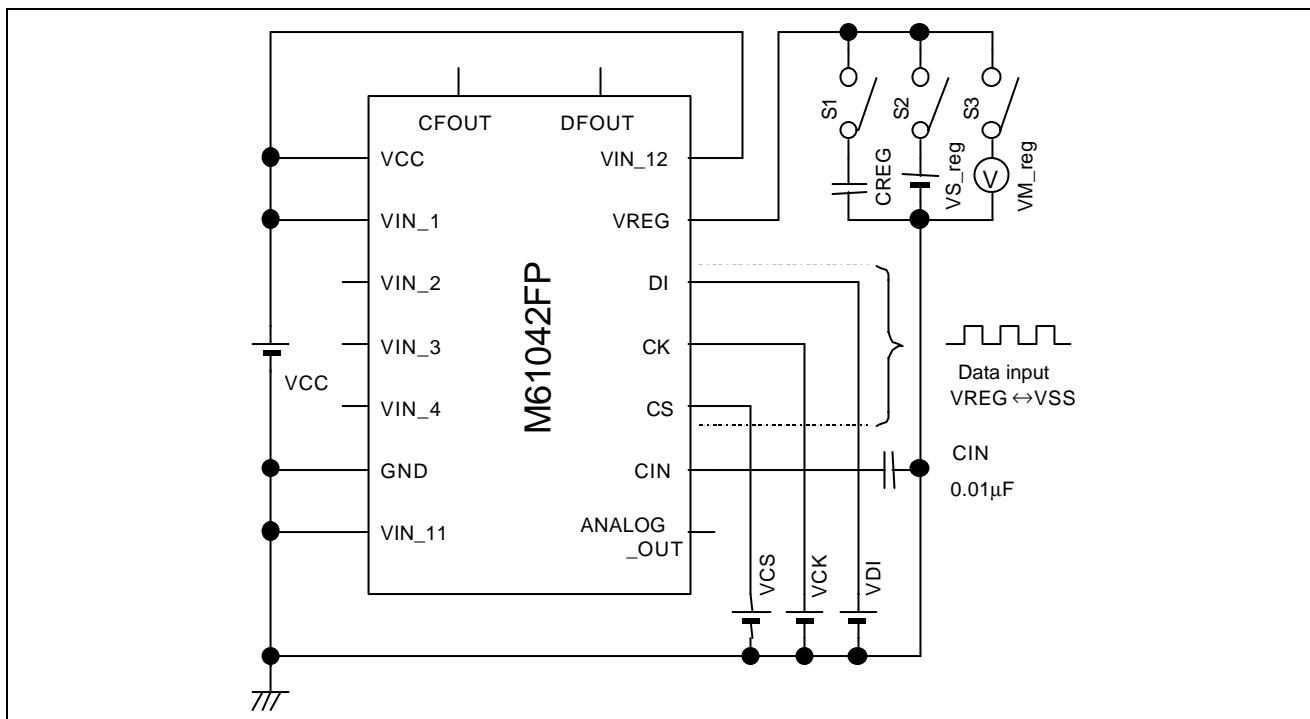 CFOUT
DFOUT
VCC
VIN_12
VIN_1
VREG
VIN_2
DI
VIN_3
CK
VIN_4
CS
GND
CIN
VIN_11
ANALOG
_OUT
M61042FP
VCC
S1
S2
S3
CREG
VS_reg
V
VM_reg
Data input
VREG↔VSS
CIN
0.01μF
VCS
VCK
VDI